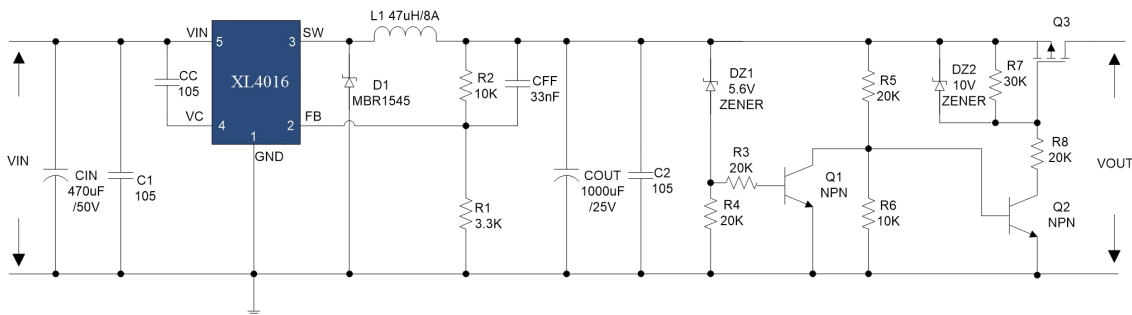 L1 47uH/8A
Q3
VIN
5
3
SW
CC
105
XL4016
D1
MBR1545
R2
10K
CFF
33nF
DZ1
5.6V
ZENER
R5
20K
DZ2
10V
ZENER
R7
30K
VC
4
2
FB
1
GND
VIN
CIN
470uF
/50V
C1
105
R1
3.3K
COUT
1000uF
/25V
C2
105
R3
20K
R4
20K
Q1
NPN
R6
10K
R8
20K
Q2
NPN
VOUT